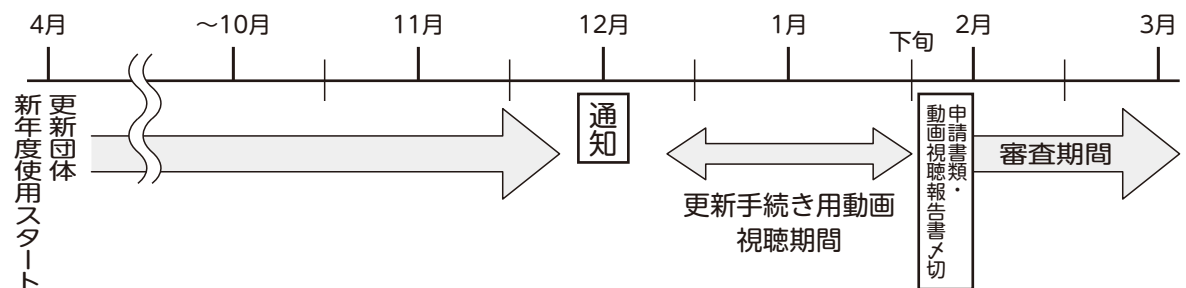 4月
～10月
11月
12月
1月
下旬
2月
3月
更新団体
新年度使用スタート
通知
更新手続き用動画
視聴期間
申請書類・
動画視聴報告書〆切
審査期間